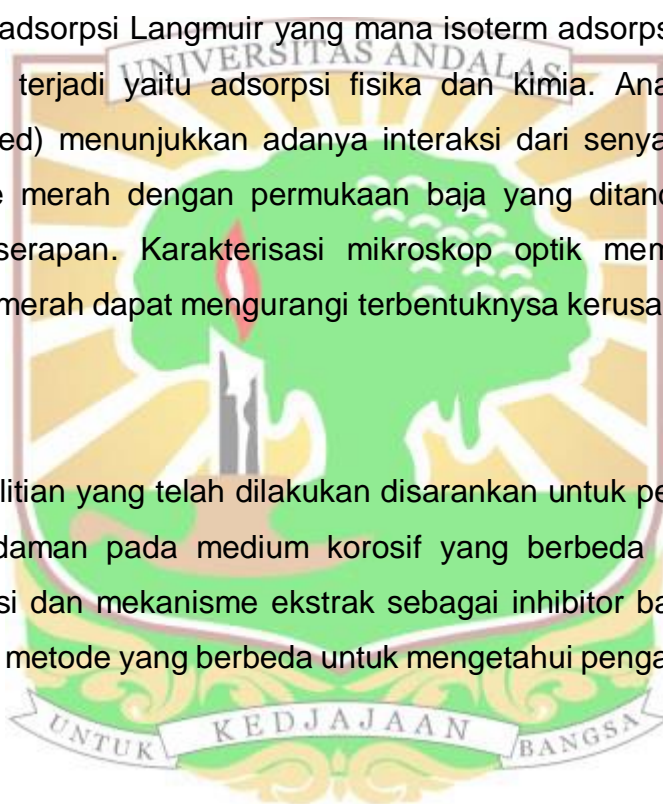 adsorpsi Langmuir yang mana isoterm adsorps
UNIVERSITAS ANDALAS
terjadi yaitu adsorpsi fisika dan kimia. Ana
ed) menunjukkan adanya interaksi dari senya
merah dengan permukaan baja yang ditand
serapan. Karakterisasi mikroskop optik mem
merah dapat mengurangi terbentuknysa kerusa
litian yang telah dilakukan disarankan untuk pe
daman pada medium korosif yang berbeda
si dan mekanisme ekstrak sebagai inhibitor ba
metode yang berbeda untuk mengetahui penga
UNTUK KEDJAJAAN BANGSA